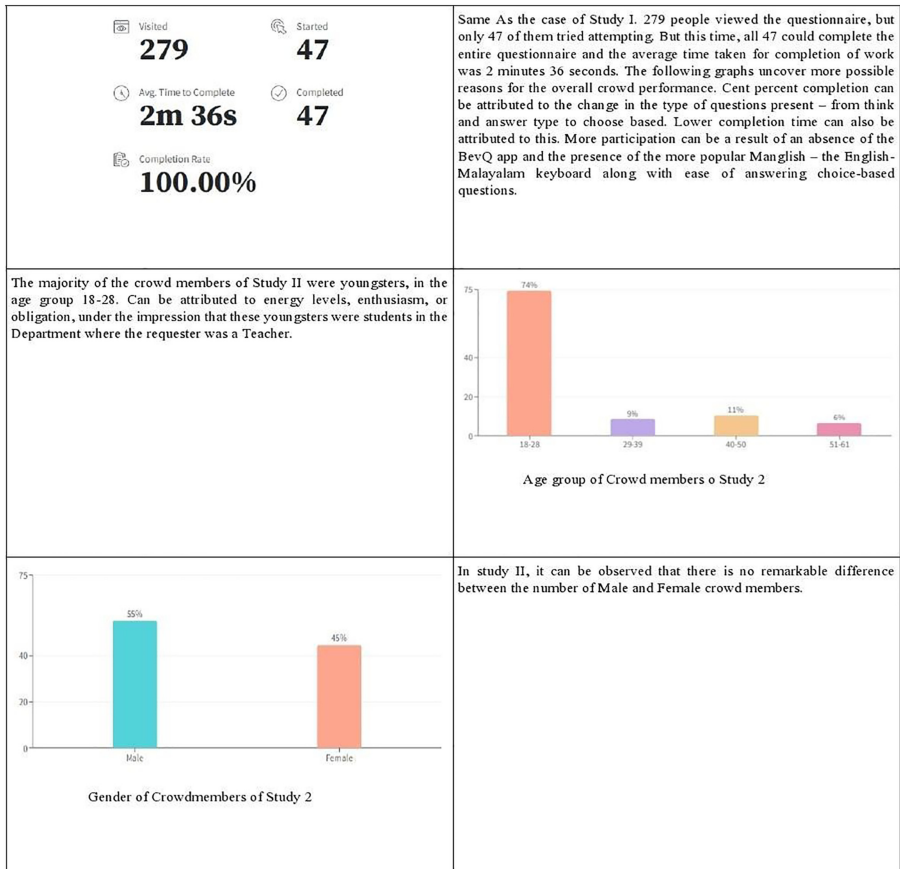 Visited
279
Started
47
Avg. Time to Complete
2m 36s
Completed
47
Completion Rate
100.00%
Same As the case of Study I. 279 people viewed the questionnaire, but
only 47 of them tried attempting. But this time, all 47 could complete the
entire questionnaire and the average time taken for completion of work
was 2 minutes 36 seconds. The following graphs uncover more possible
reasons for the overall crowd performance. Cent percent completion can
be attributed to the change in the type of questions present – from think
and answer type to choose based. Lower completion time can also be
attributed to this. More participation can be a result of an absence of the
BevQ app and the presence of the more popular Manglish – the English-
Malayalam keyboard along with ease of answering choice-based
questions.
The majority of the crowd members of Study II were youngsters, in the
age group 18-28. Can be attributed to energy levels, enthusiasm, or
obligation, under the impression that these youngsters were students in the
Department where the requester was a Teacher.
75
40
20
0
74%
9%
11%
6%
18-28
29-39
40-50
51-61
Age group of Crowd members o Study 2
75
40
20
0
55%
45%
Male
Female
Gender of Crowdmembers of Study 2
In study II, it can be observed that there is no remarkable difference
between the number of Male and Female crowd members.